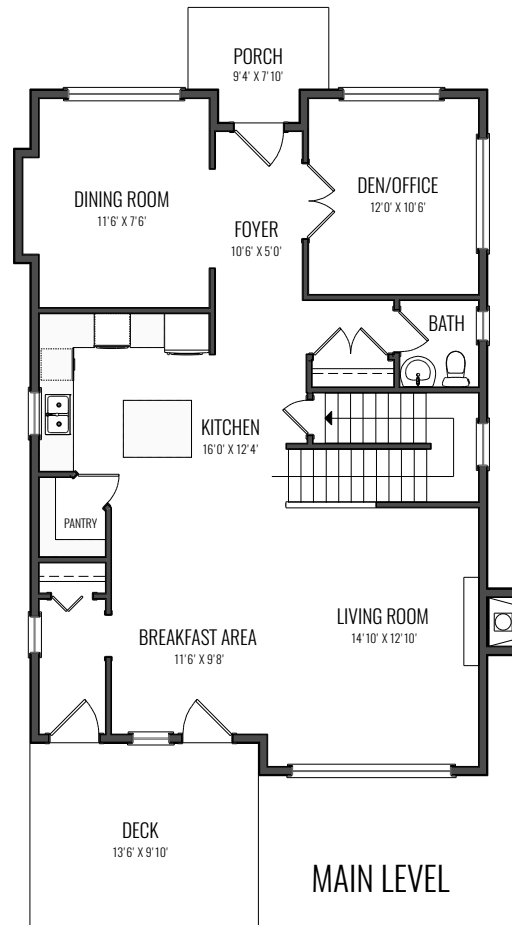 PORCH
9'4' X 7'10'
DINING ROOM
11'6' X 7'6'
DEN/OFFICE
12'0' X 10'6'
FOYER
10'6' X 5'0'
BATH
KITCHEN
16'0' X 12'4'
PANTRY
LIVING ROOM
14'10' X 12'10'
BREAKFAST AREA
11'6' X 9'8'
DECK
13'6' X 9'10'
MAIN LEVEL